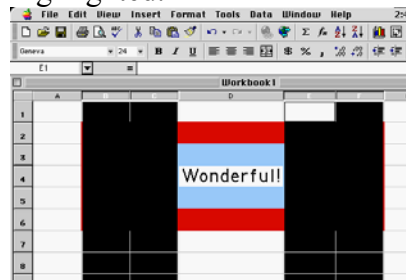 File Edit View Insert Format Tools Data Window Help
Geneva 24 B I U $ % ,
E1 =
Workbook1
A B C D E F
1
2
3
4 Wonderful!
5
6
7
8